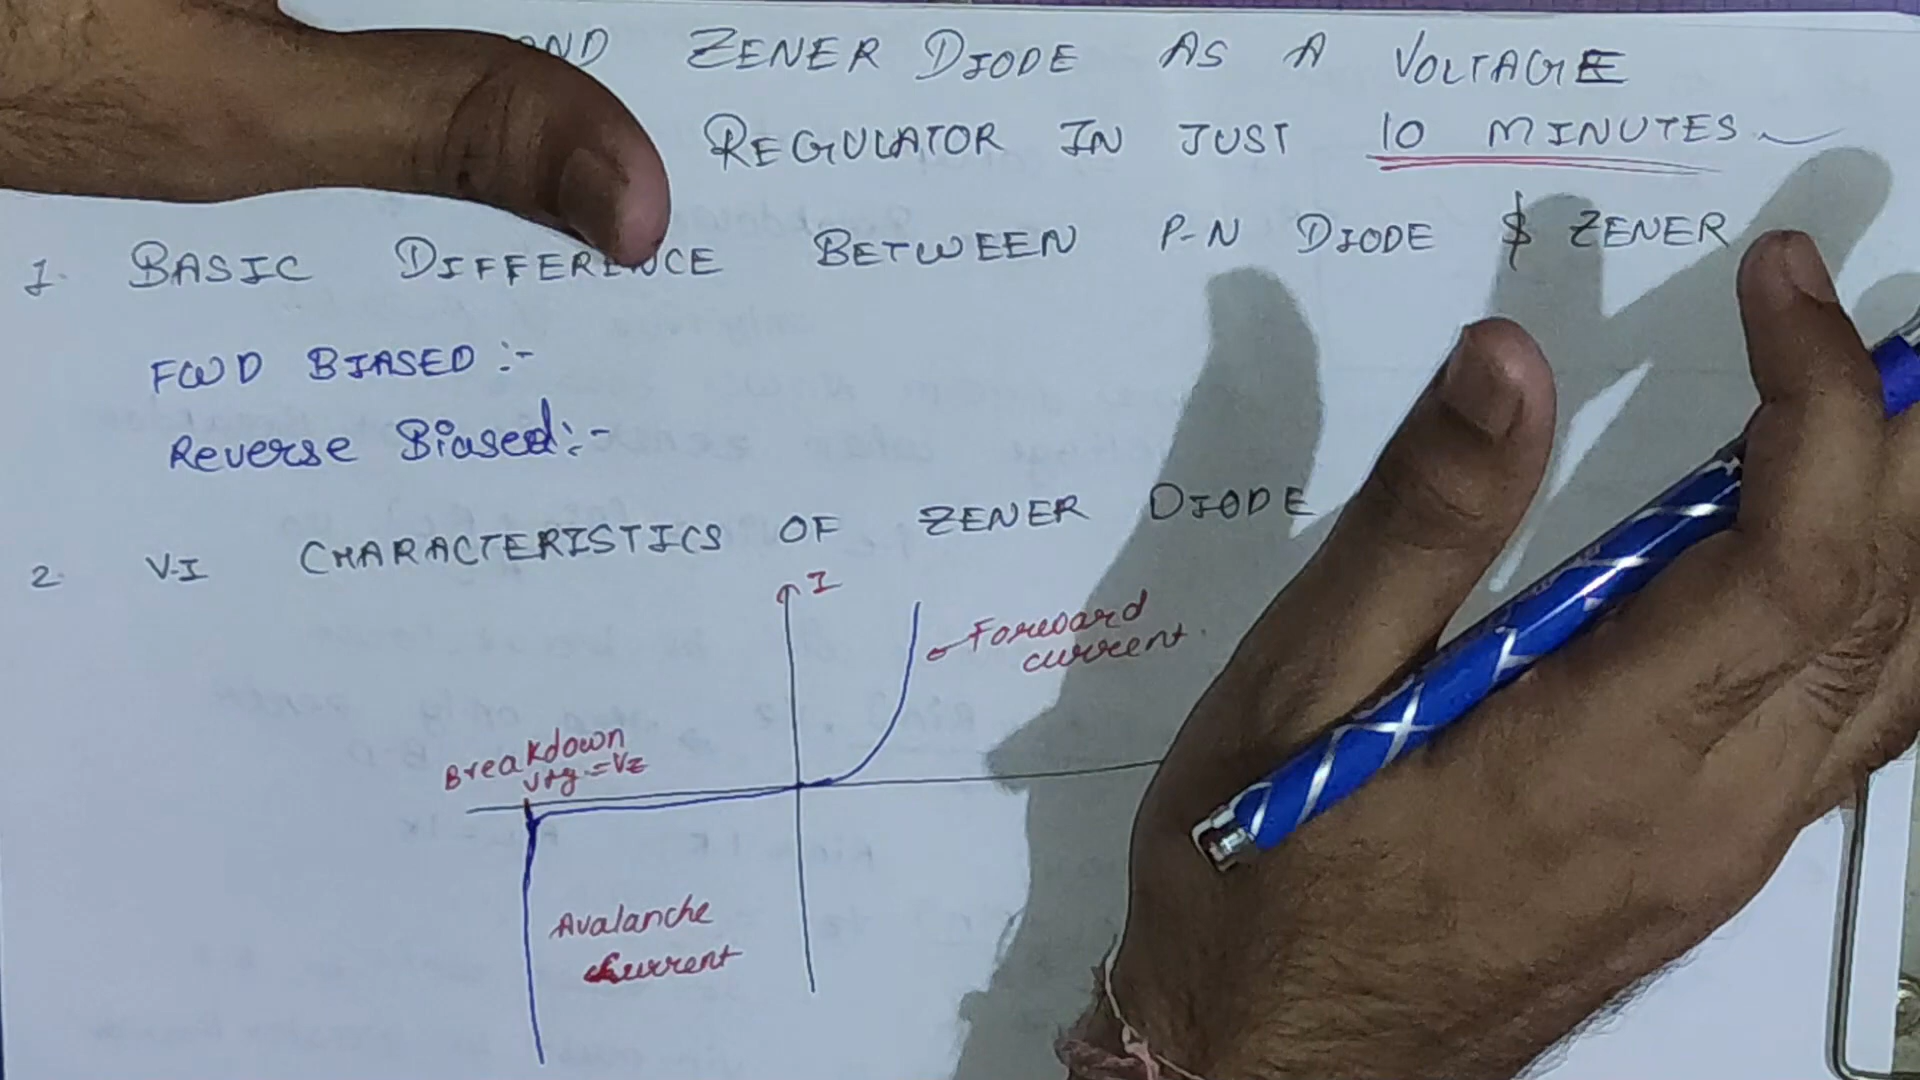 AND ZENER DIODE AS A VOLTAGE
REGULATOR IN JUST 10 MINUTES
1. BASIC DIFFERENCE BETWEEN P-N DIODE $ ZENER
FWD BIASED :-
Reverse Biased:-
2. V-I CHARACTERISTICS OF ZENER DIODE
I
Forward
current.
Breakdown
Vtg = Vz
Avalanche
Current